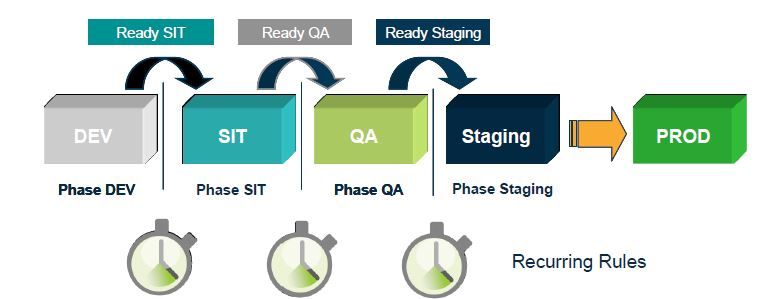 Ready SIT
Ready QA
Ready Staging
DEV
SIT
QA
Staging
PROD
Phase DEV
Phase SIT
Phase QA
Phase Staging
Recurring Rules